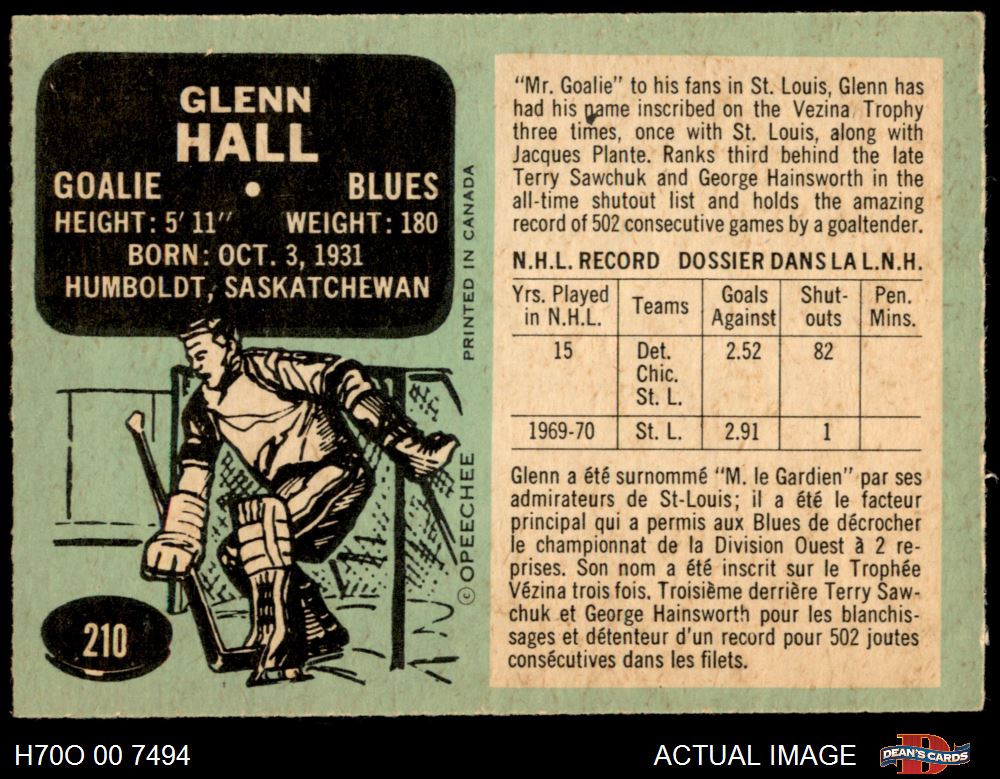 GLENN
HALL
GOALIE • BLUES
HEIGHT: 5' 11" WEIGHT: 180
BORN: OCT. 3, 1931
HUMBOLDT, SASKATCHEWAN
210
© OPEECHEE PRINTED IN CANADA
"Mr. Goalie" to his fans in St. Louis, Glenn has
had his name inscribed on the Vezina Trophy
three times, once with St. Louis, along with
Jacques Plante. Ranks third behind the late
Terry Sawchuk and George Hainsworth in the
all-time shutout list and holds the amazing
record of 502 consecutive games by a goaltender.
N.H.L. RECORD DOSSIER DANS LA L.N.H.
Yrs. Played Goals Shut- Pen.
in N.H.L. Teams Against outs Mins.
15 Det. 2.52 82
Chic.
St. L.
1969-70 St. L. 2.91 1
Glenn a été surnommé "M. le Gardien" par ses
admirateurs de St-Louis; il a été le facteur
principal qui a permis aux Blues de décrocher
le championnat de la Division Ouest à 2 re-
prises. Son nom a été inscrit sur le Trophée
Vézina trois fois. Troisième derrière Terry Saw-
chuk et George Hainsworth pour les blanchis-
sages et détenteur d'un record pour 502 joutes
consécutives dans les filets.
H70O 00 7494 ACTUAL IMAGE DEAN'S CARDS